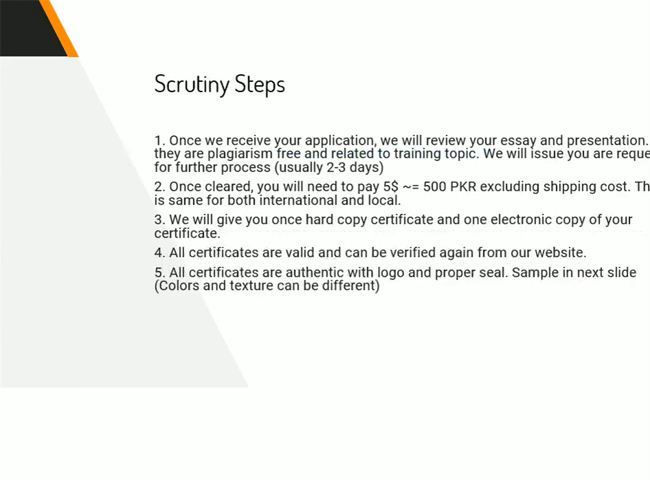 Scrutiny Steps
1. Once we receive your application, we will review your essay and presentation.
they are plagiarism free and related to training topic. We will issue you are
for further process (usually 2-3 days)
2. Once cleared, you will need to pay 5$ ~= 500 PKR excluding shipping cost.
is same for both international and local.
3. We will give you once hard copy certificate and one electronic copy of your
certificate.
4. All certificates are valid and can be verified again from our website.
5. All certificates are authentic with logo and proper seal. Sample in next slide
(Colors and texture can be different)